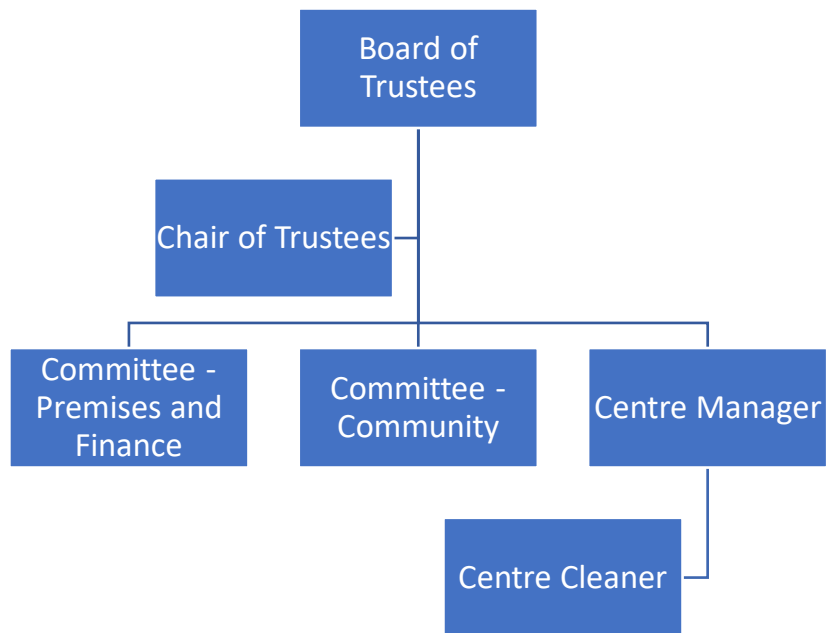 Board of
Trustees
Chair of Trustees
Committee -
Premises and
Finance
Committee -
Community
Centre Manager
Centre Cleaner